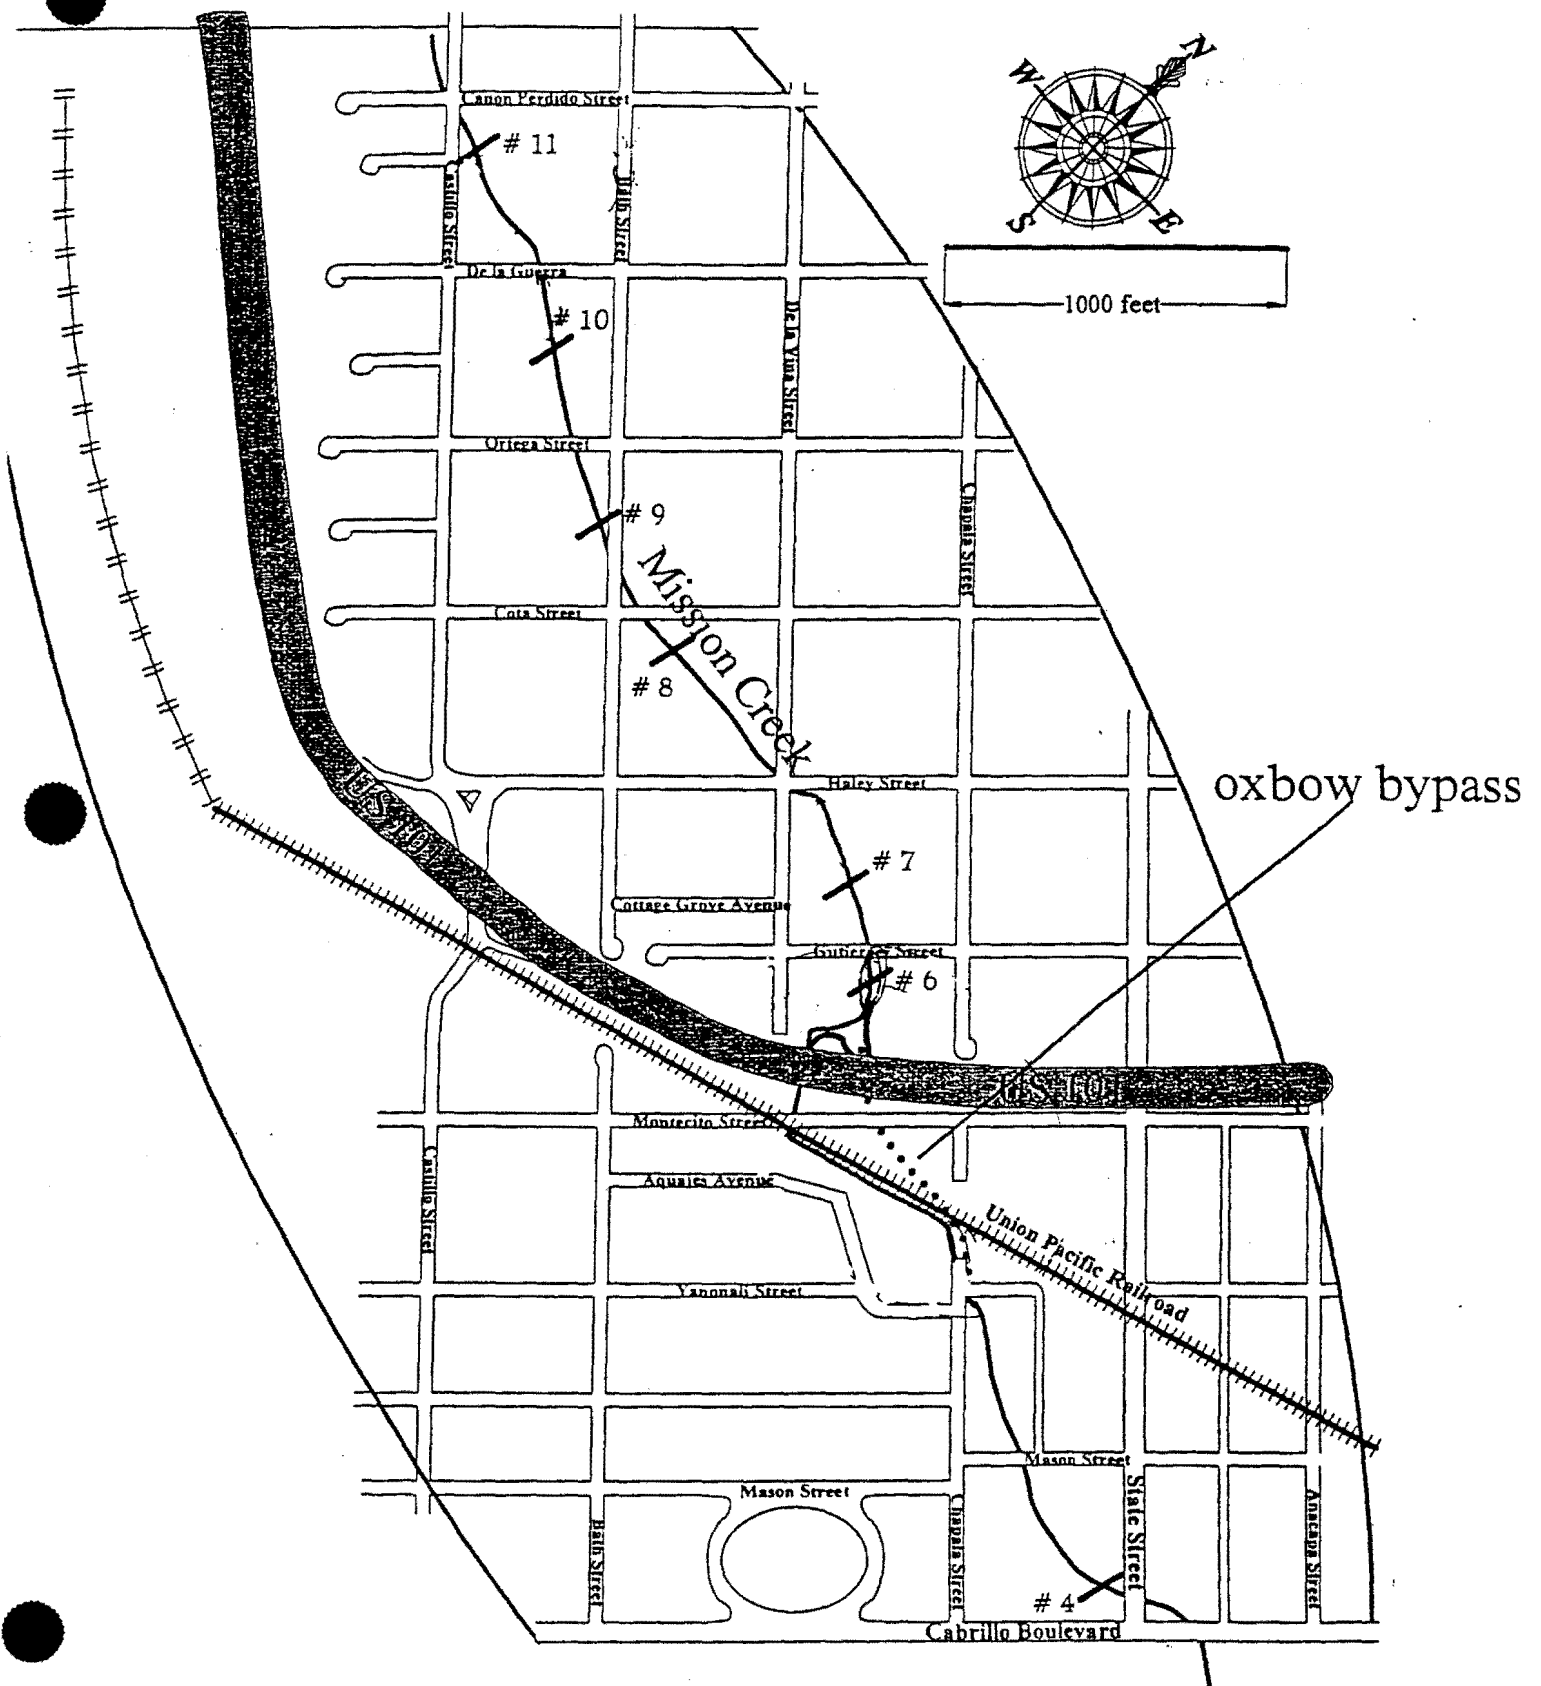 N
W
Canon Perdido Street
# 11
Castillo Street
Bath Street
S
E
De la Guerra
1000 feet
# 10
De la Vina Street
Ortega Street
# 9
Chapala Street
Mission Creek
Cota Street
# 8
Haley Street
oxbow bypass
US 101
# 7
Cottage Grove Avenue
Gutierrez Street
# 6
US 101
Montecito Street
Castillo Street
Aquajes Avenue
Union Pacific Railroad
Yanonali Street
Mason Street
Mason Street
State Street
Anacapa Street
Bath Street
Chapala Street
# 4
Cabrillo Boulevard